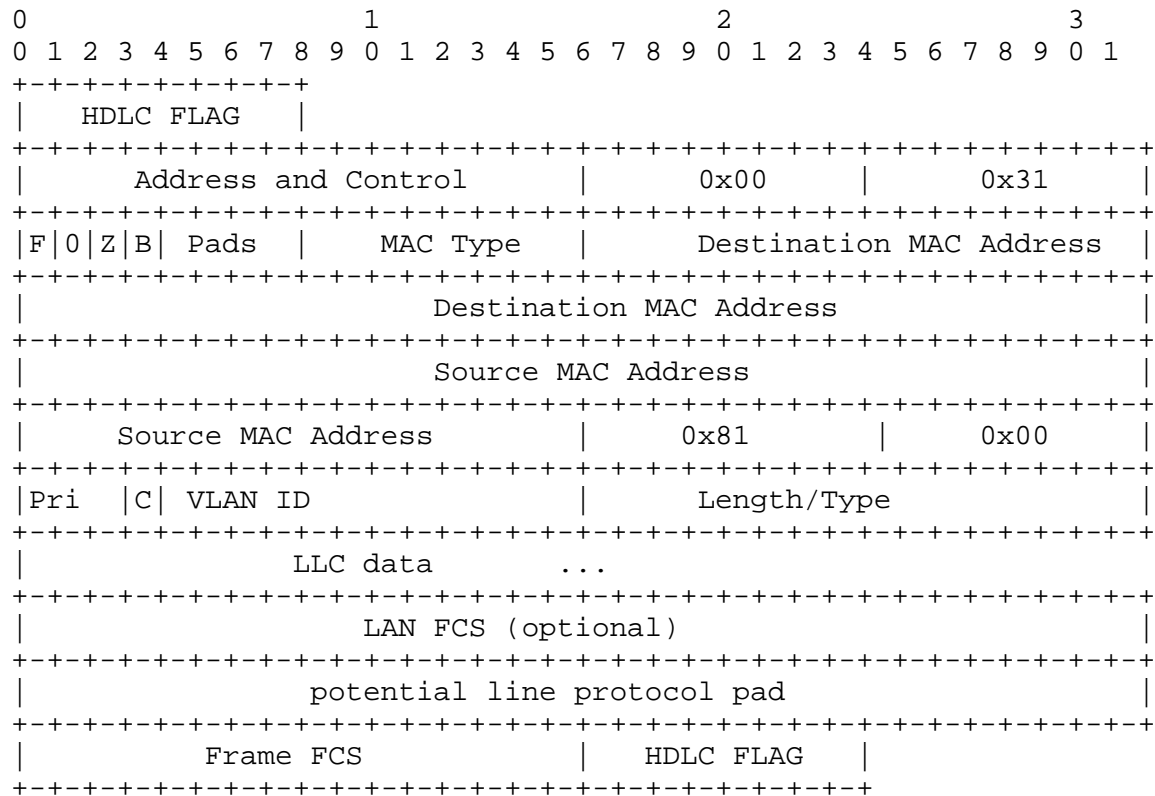 0                   1                   2                   3
0 1 2 3 4 5 6 7 8 9 0 1 2 3 4 5 6 7 8 9 0 1 2 3 4 5 6 7 8 9 0 1
+-+-+-+-+-+-+-+-+
|   HDLC FLAG   |
+-+-+-+-+-+-+-+-+-+-+-+-+-+-+-+-+-+-+-+-+-+-+-+-+-+-+-+-+-+-+-+-+
|      Address and Control      |      0x00     |      0x31     |
+-+-+-+-+-+-+-+-+-+-+-+-+-+-+-+-+-+-+-+-+-+-+-+-+-+-+-+-+-+-+-+-+
|F|0|Z|B| Pads  |    MAC Type   |      Destination MAC Address  |
+-+-+-+-+-+-+-+-+-+-+-+-+-+-+-+-+-+-+-+-+-+-+-+-+-+-+-+-+-+-+-+-+
|                       Destination MAC Address                 |
+-+-+-+-+-+-+-+-+-+-+-+-+-+-+-+-+-+-+-+-+-+-+-+-+-+-+-+-+-+-+-+-+
|                       Source MAC Address                      |
+-+-+-+-+-+-+-+-+-+-+-+-+-+-+-+-+-+-+-+-+-+-+-+-+-+-+-+-+-+-+-+-+
|     Source MAC Address        |     0x81       |     0x00     |
+-+-+-+-+-+-+-+-+-+-+-+-+-+-+-+-+-+-+-+-+-+-+-+-+-+-+-+-+-+-+-+-+
|Pri  |C| VLAN ID               |      Length/Type              |
+-+-+-+-+-+-+-+-+-+-+-+-+-+-+-+-+-+-+-+-+-+-+-+-+-+-+-+-+-+-+-+-+
|               LLC data       ...
+-+-+-+-+-+-+-+-+-+-+-+-+-+-+-+-+-+-+-+-+-+-+-+-+-+-+-+-+-+-+-+-+
|                   LAN FCS (optional)                          |
+-+-+-+-+-+-+-+-+-+-+-+-+-+-+-+-+-+-+-+-+-+-+-+-+-+-+-+-+-+-+-+-+
|                potential line protocol pad                    |
+-+-+-+-+-+-+-+-+-+-+-+-+-+-+-+-+-+-+-+-+-+-+-+-+-+-+-+-+-+-+-+-+
|          Frame FCS            |   HDLC FLAG   |
+-+-+-+-+-+-+-+-+-+-+-+-+-+-+-+-+-+-+-+-+-+-+-+-+